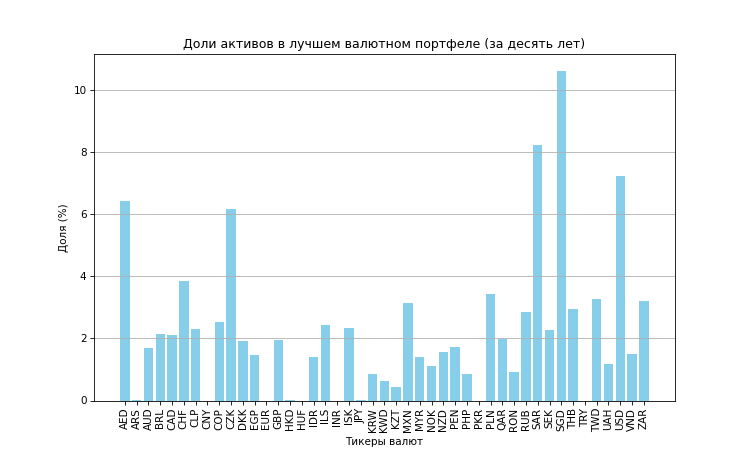 Доли активов в лучшем валютном портфеле (за десять лет)
Доля (%)
10
8
6
4
2
0
AED
ARS
AUD
BRL
CAD
CHF
CLP
CNY
COP
CZK
DKK
EGP
EUR
GBP
HKD
HUF
IDR
ILS
INR
ISK
JPY
KRW
KWD
KZT
MXN
MYR
NOK
NZD
PEN
PHP
PKR
PLN
QAR
RON
RUB
SAR
SEK
SGD
THB
TRY
TWD
UAH
USD
VND
ZAR
Тикеры валют